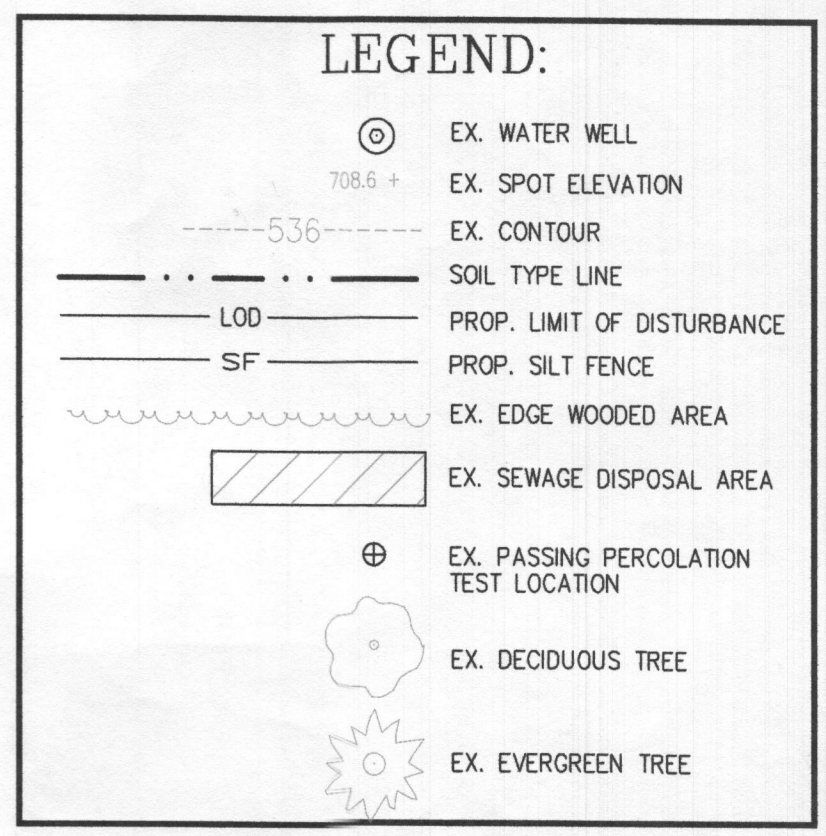 LEGEND:
EX. WATER WELL
708.6 + EX. SPOT ELEVATION
------536------ EX. CONTOUR
SOIL TYPE LINE
LOD PROP. LIMIT OF DISTURBANCE
SF PROP. SILT FENCE
EX. EDGE WOODED AREA
EX. SEWAGE DISPOSAL AREA
EX. PASSING PERCOLATION
TEST LOCATION
EX. DECIDUOUS TREE
EX. EVERGREEN TREE